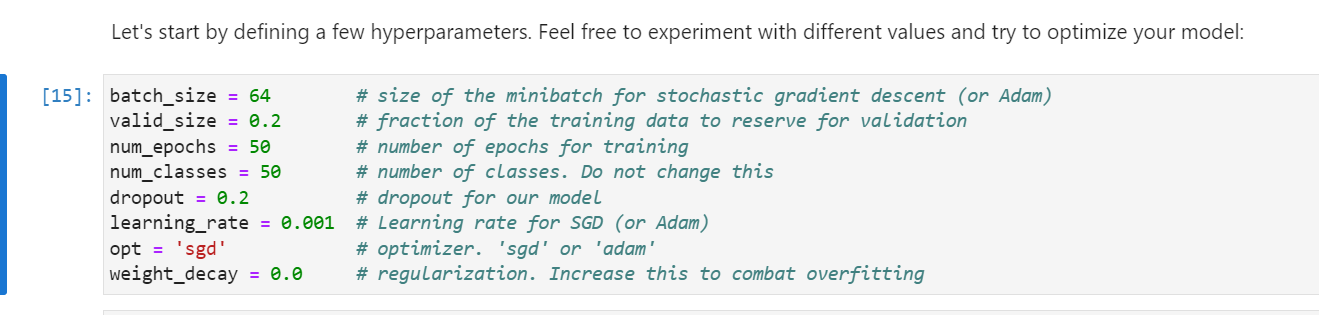 Let's start by defining a few hyperparameters. Feel free to experiment with different values and try to optimize your model:
[15]: batch_size = 64 # size of the minibatch for stochastic gradient descent (or Adam)
valid_size = 0.2 # fraction of the training data to reserve for validation
num_epochs = 50 # number of epochs for training
num_classes = 50 # number of classes. Do not change this
dropout = 0.2 # dropout for our model
learning_rate = 0.001 # Learning rate for SGD (or Adam)
opt = 'sgd' # optimizer. 'sgd' or 'adam'
weight_decay = 0.0 # regularization. Increase this to combat overfitting